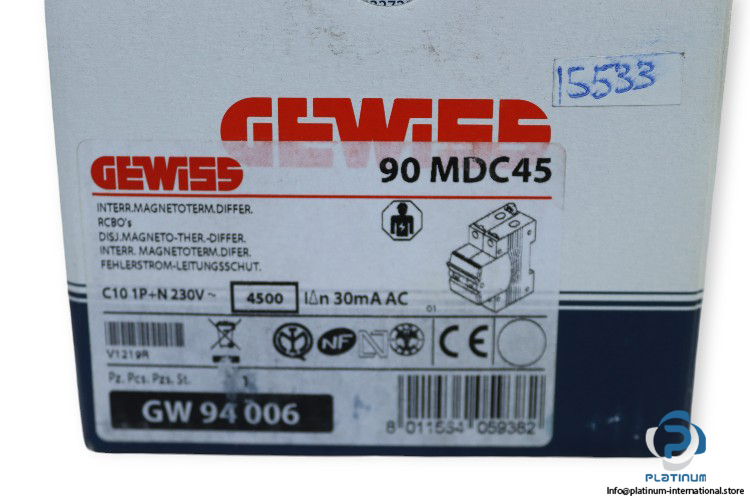 15533
GEWiSS
GEWiSS
90 MDC45
INTERR.MAGNETOTERM.DIFFER.
RCBO's
DISJ.MAGNETO-THER.-DIFFER.
INTERR. MAGNETOTERM.DIFER.
FEHLERSTROM-LEITUNGSSCHUT.
C10 1P+N 230V ~ 4500 I∆n 30mA AC
01
NF
CE
V1219R
Pz. Pcs. Pzs. St. 1
GW 94 006
8 011564 059382
PLATINUM
Info@platinum-international.store